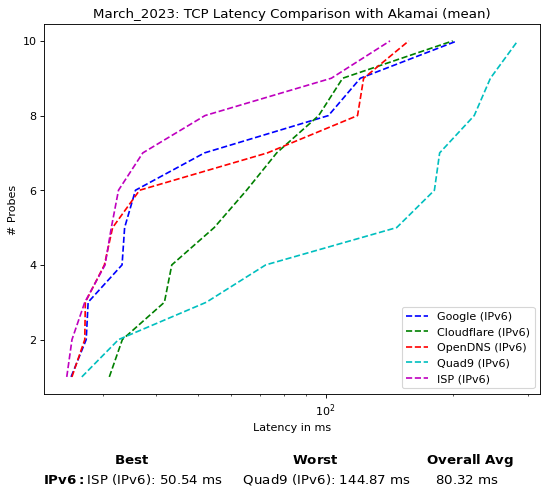 March_2023: TCP Latency Comparison with Akamai (mean)
10
8
6
4
2
# Probes
Google (IPv6)
Cloudflare (IPv6)
OpenDNS (IPv6)
Quad9 (IPv6)
ISP (IPv6)
10²
Latency in ms
Best Worst Overall Avg
IPv6: ISP (IPv6): 50.54 ms Quad9 (IPv6): 144.87 ms 80.32 ms